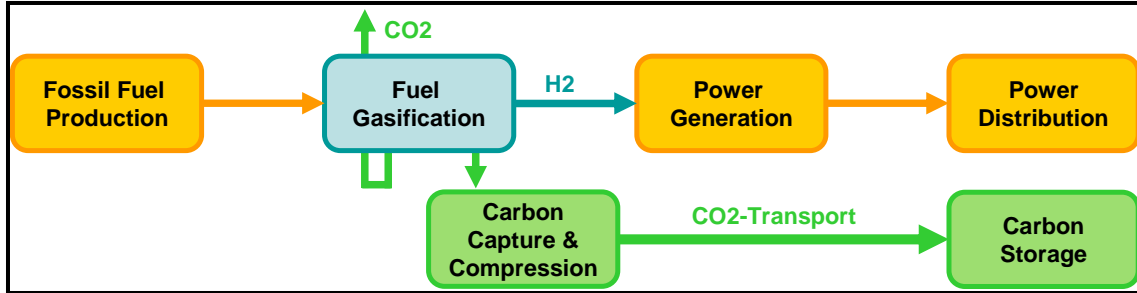 CO2
Fossil Fuel
Production
Fuel
Gasification
H2
Power
Generation
Power
Distribution
Carbon
Capture &
Compression
CO2-Transport
Carbon
Storage